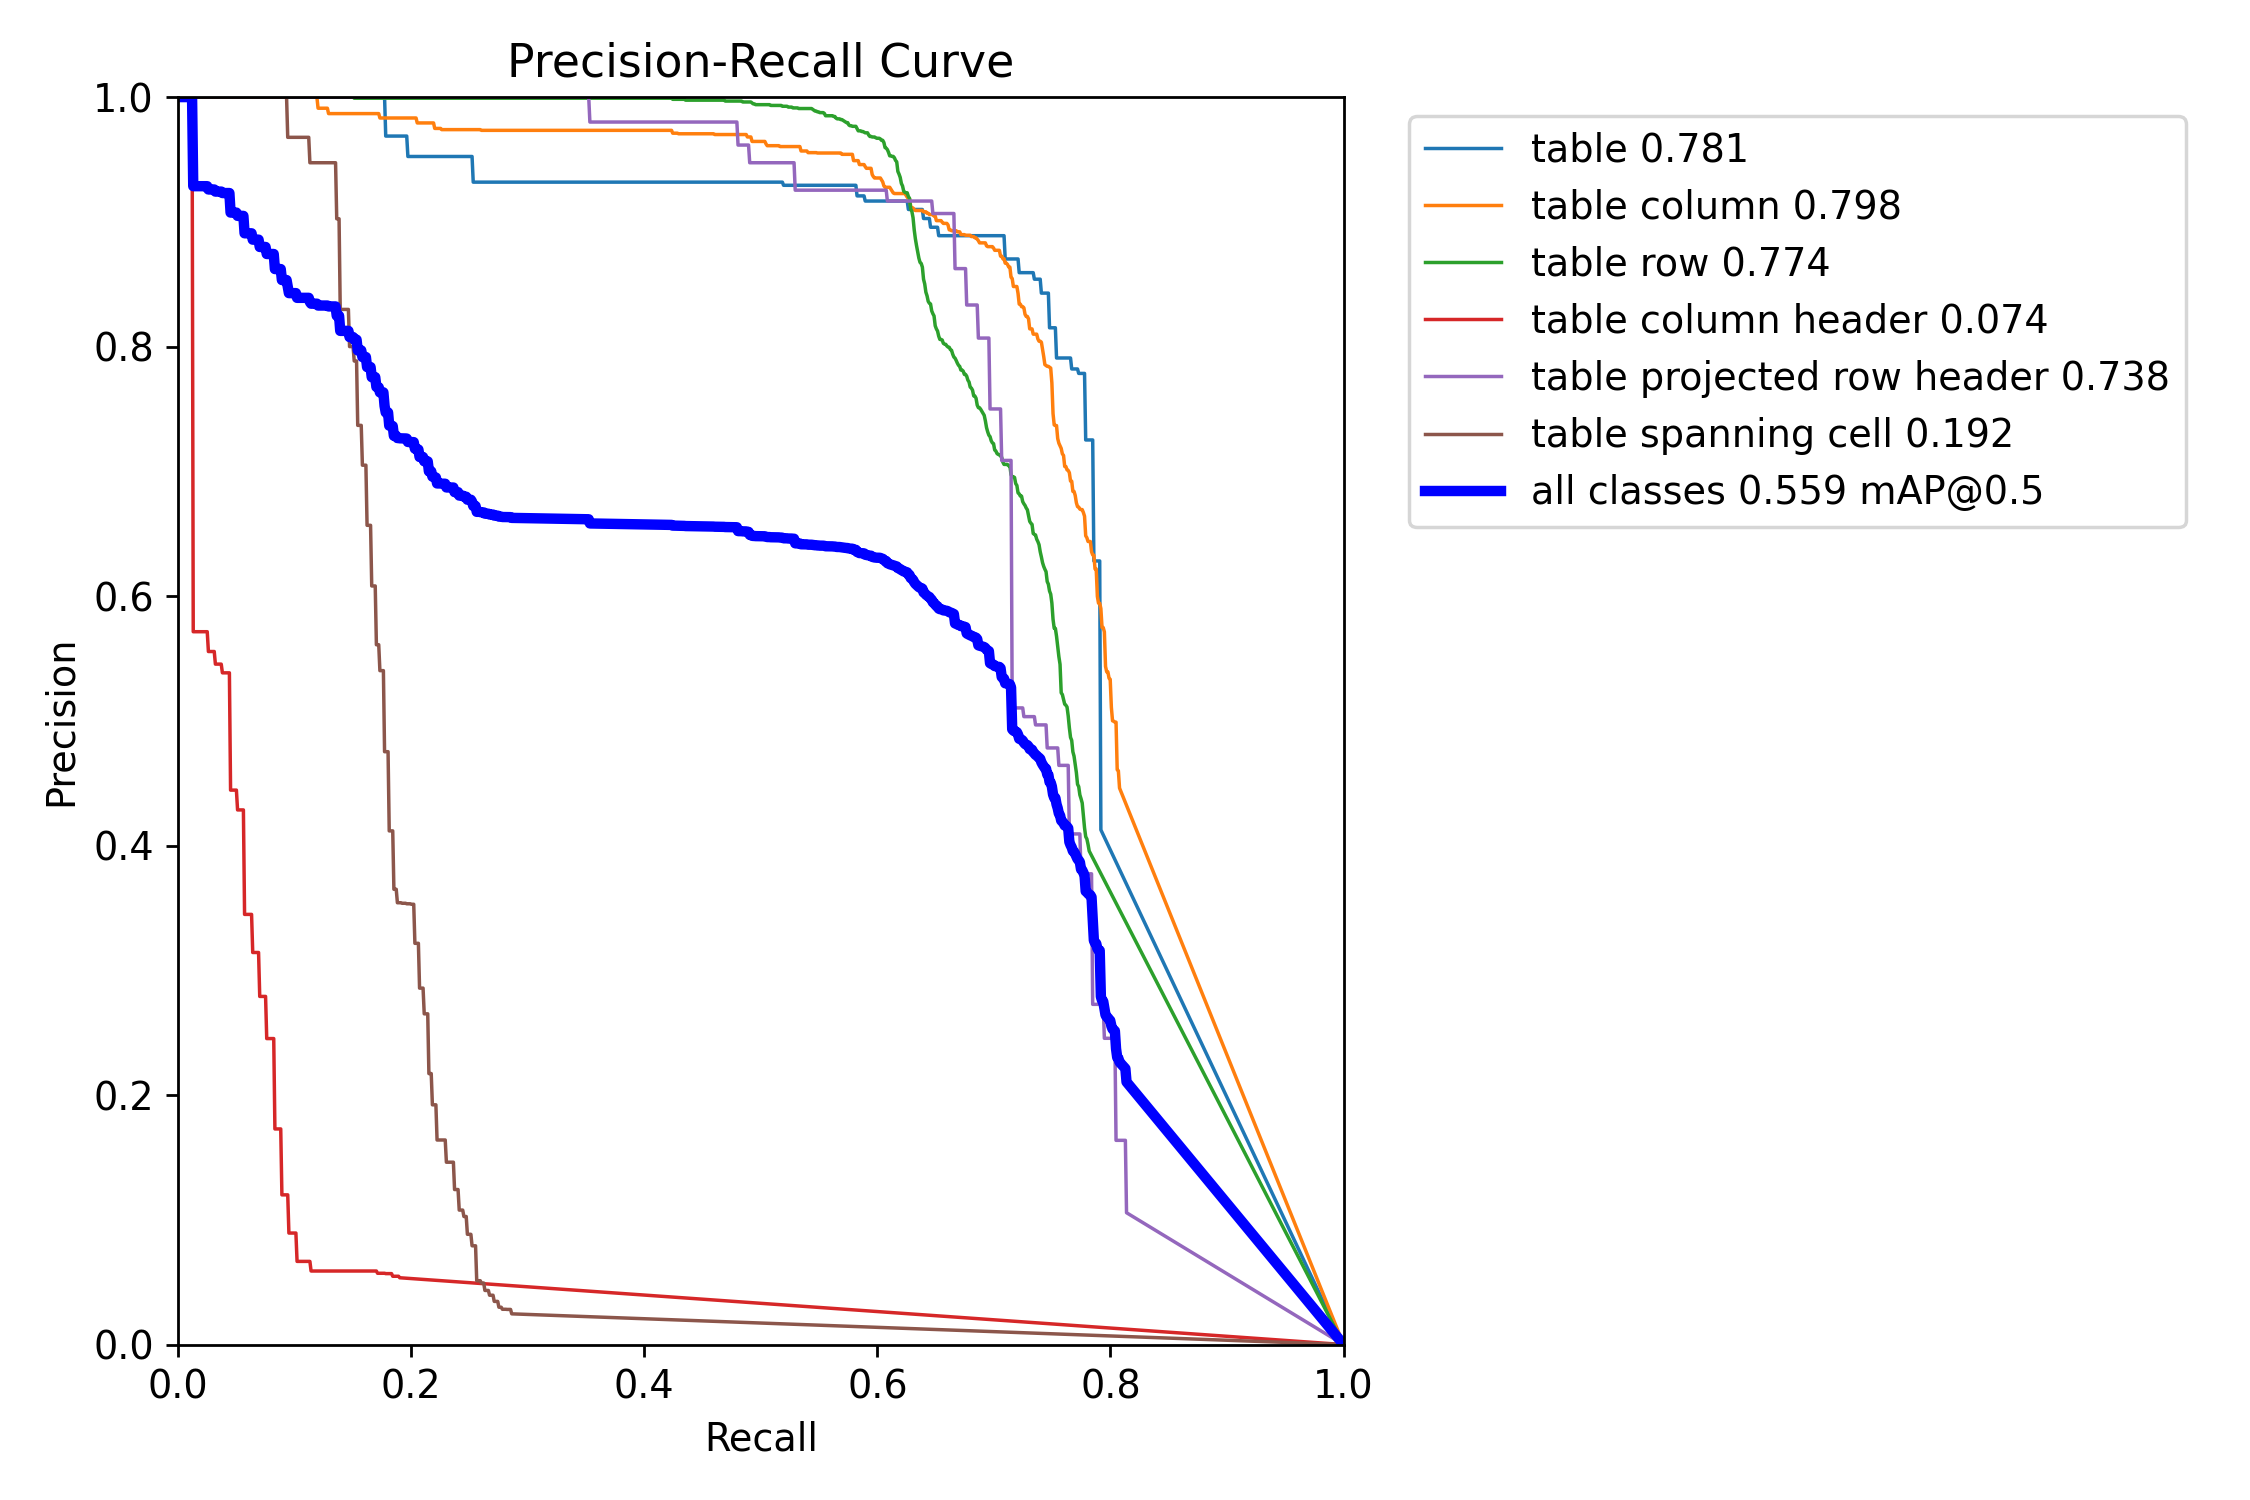 Precision-Recall Curve
1.0
0.8
0.6
0.4
0.2
0.0
Precision
0.0 0.2 0.4 0.6 0.8 1.0
Recall
table 0.781
table column 0.798
table row 0.774
table column header 0.074
table projected row header 0.738
table spanning cell 0.192
all classes 0.559 mAP@0.5